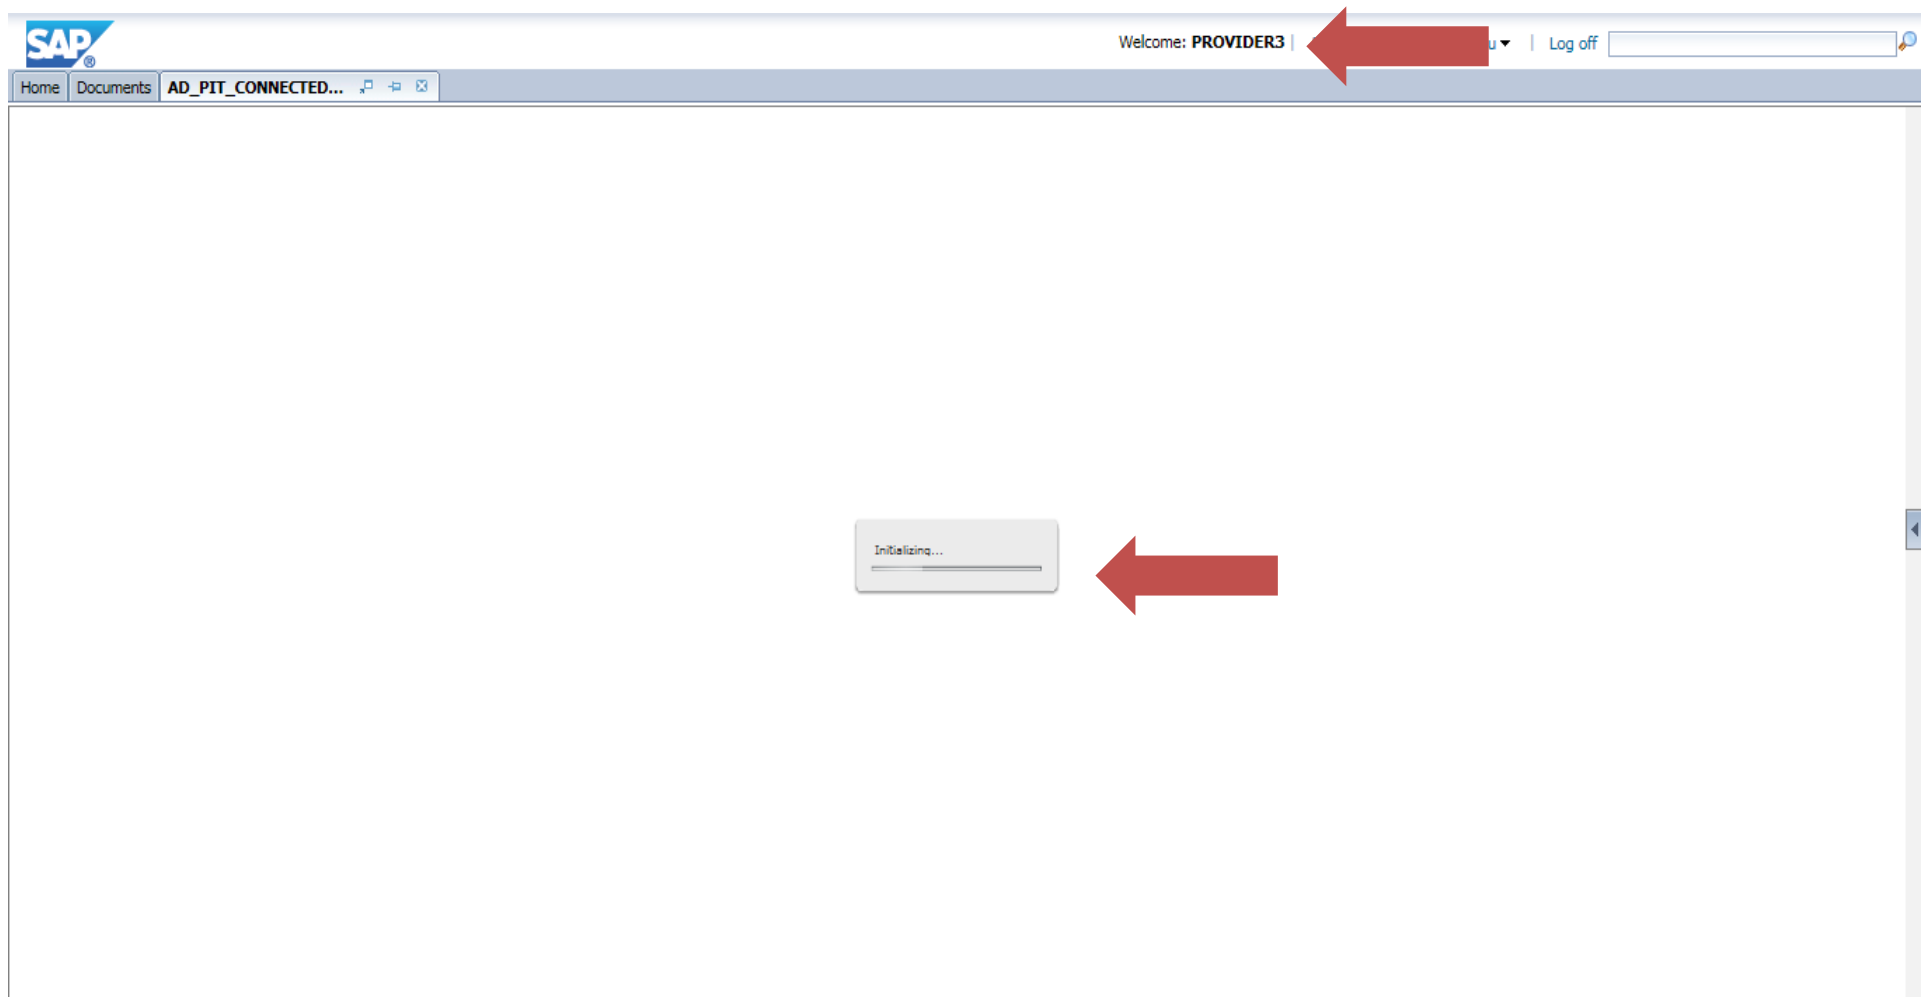 SAP®
Welcome: PROVIDER3 | u | Log off
Home Documents AD_PIT_CONNECTED...
Initializing...